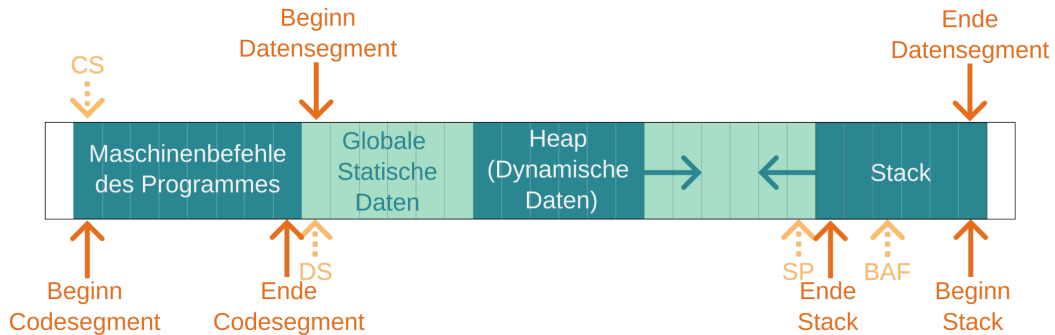 Beginn
Datensegment
Ende
Datensegment
CS
Maschinenbefehle
des Programmes
Globale
Statische
Daten
Heap
(Dynamische
Daten)
Stack
DS
SP
BAF
Beginn
Codesegment
Ende
Codesegment
Ende
Stack
Beginn
Stack